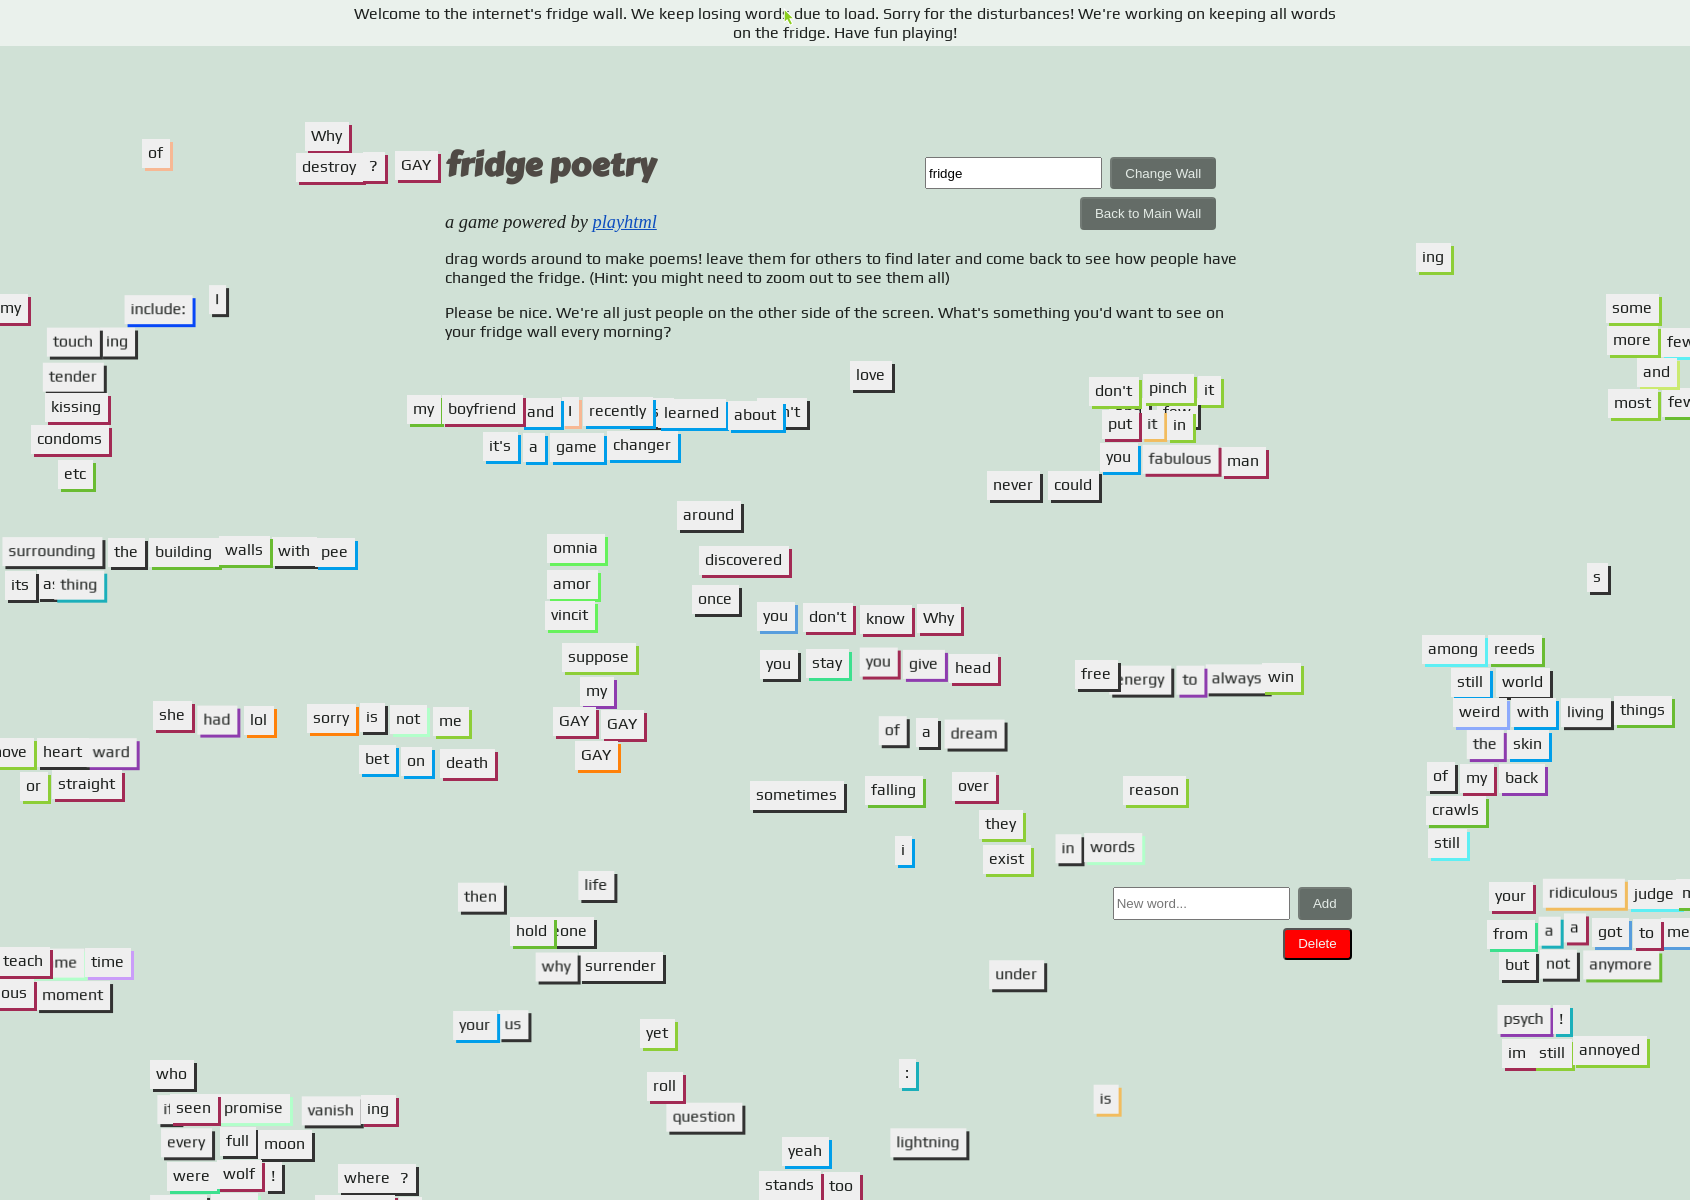 Welcome to the internet's fridge wall. We keep losing words due to load. Sorry for the disturbances! We're working on keeping all words
on the fridge. Have fun playing!
of
Why
destroy ? GAY
fridge poetry
fridge Change Wall
Back to Main Wall
a game powered by playhtml
drag words around to make poems! leave them for others to find later and come back to see how people have
changed the fridge. (Hint: you might need to zoom out to see them all)
Please be nice. We're all just people on the other side of the screen. What's something you'd want to see on
your fridge wall every morning?
ing
my include: I
touch ing
tender
kissing
condoms
etc
some
more few
and
most few
love
my boyfriend and I recently learned about
it's a game changer
don't pinch it
put it in
you fabulous man
never could
around
discovered
once
surrounding the building walls with pee
its thing
omnia
amor
vincit
s
you don't know Why
you stay you give head
suppose
my
GAY GAY
GAY
free energy to always win
among reeds
still world
weird with living things
the skin
of my back
crawls
still
she had lol
sorry is not me
bet on death
heart ward
or straight
of a dream
sometimes falling over reason
they
exist in words
i
then life
hold
why surrender
New word... Add
Delete
your ridiculous judge
from a a got to me
but not anymore
teach me time
ous moment
under
psych !
im still annoyed
your us
yet
roll
question
:
is
lightning
yeah
stands too
who
seen promise vanish ing
every full moon
were wolf !
where ?